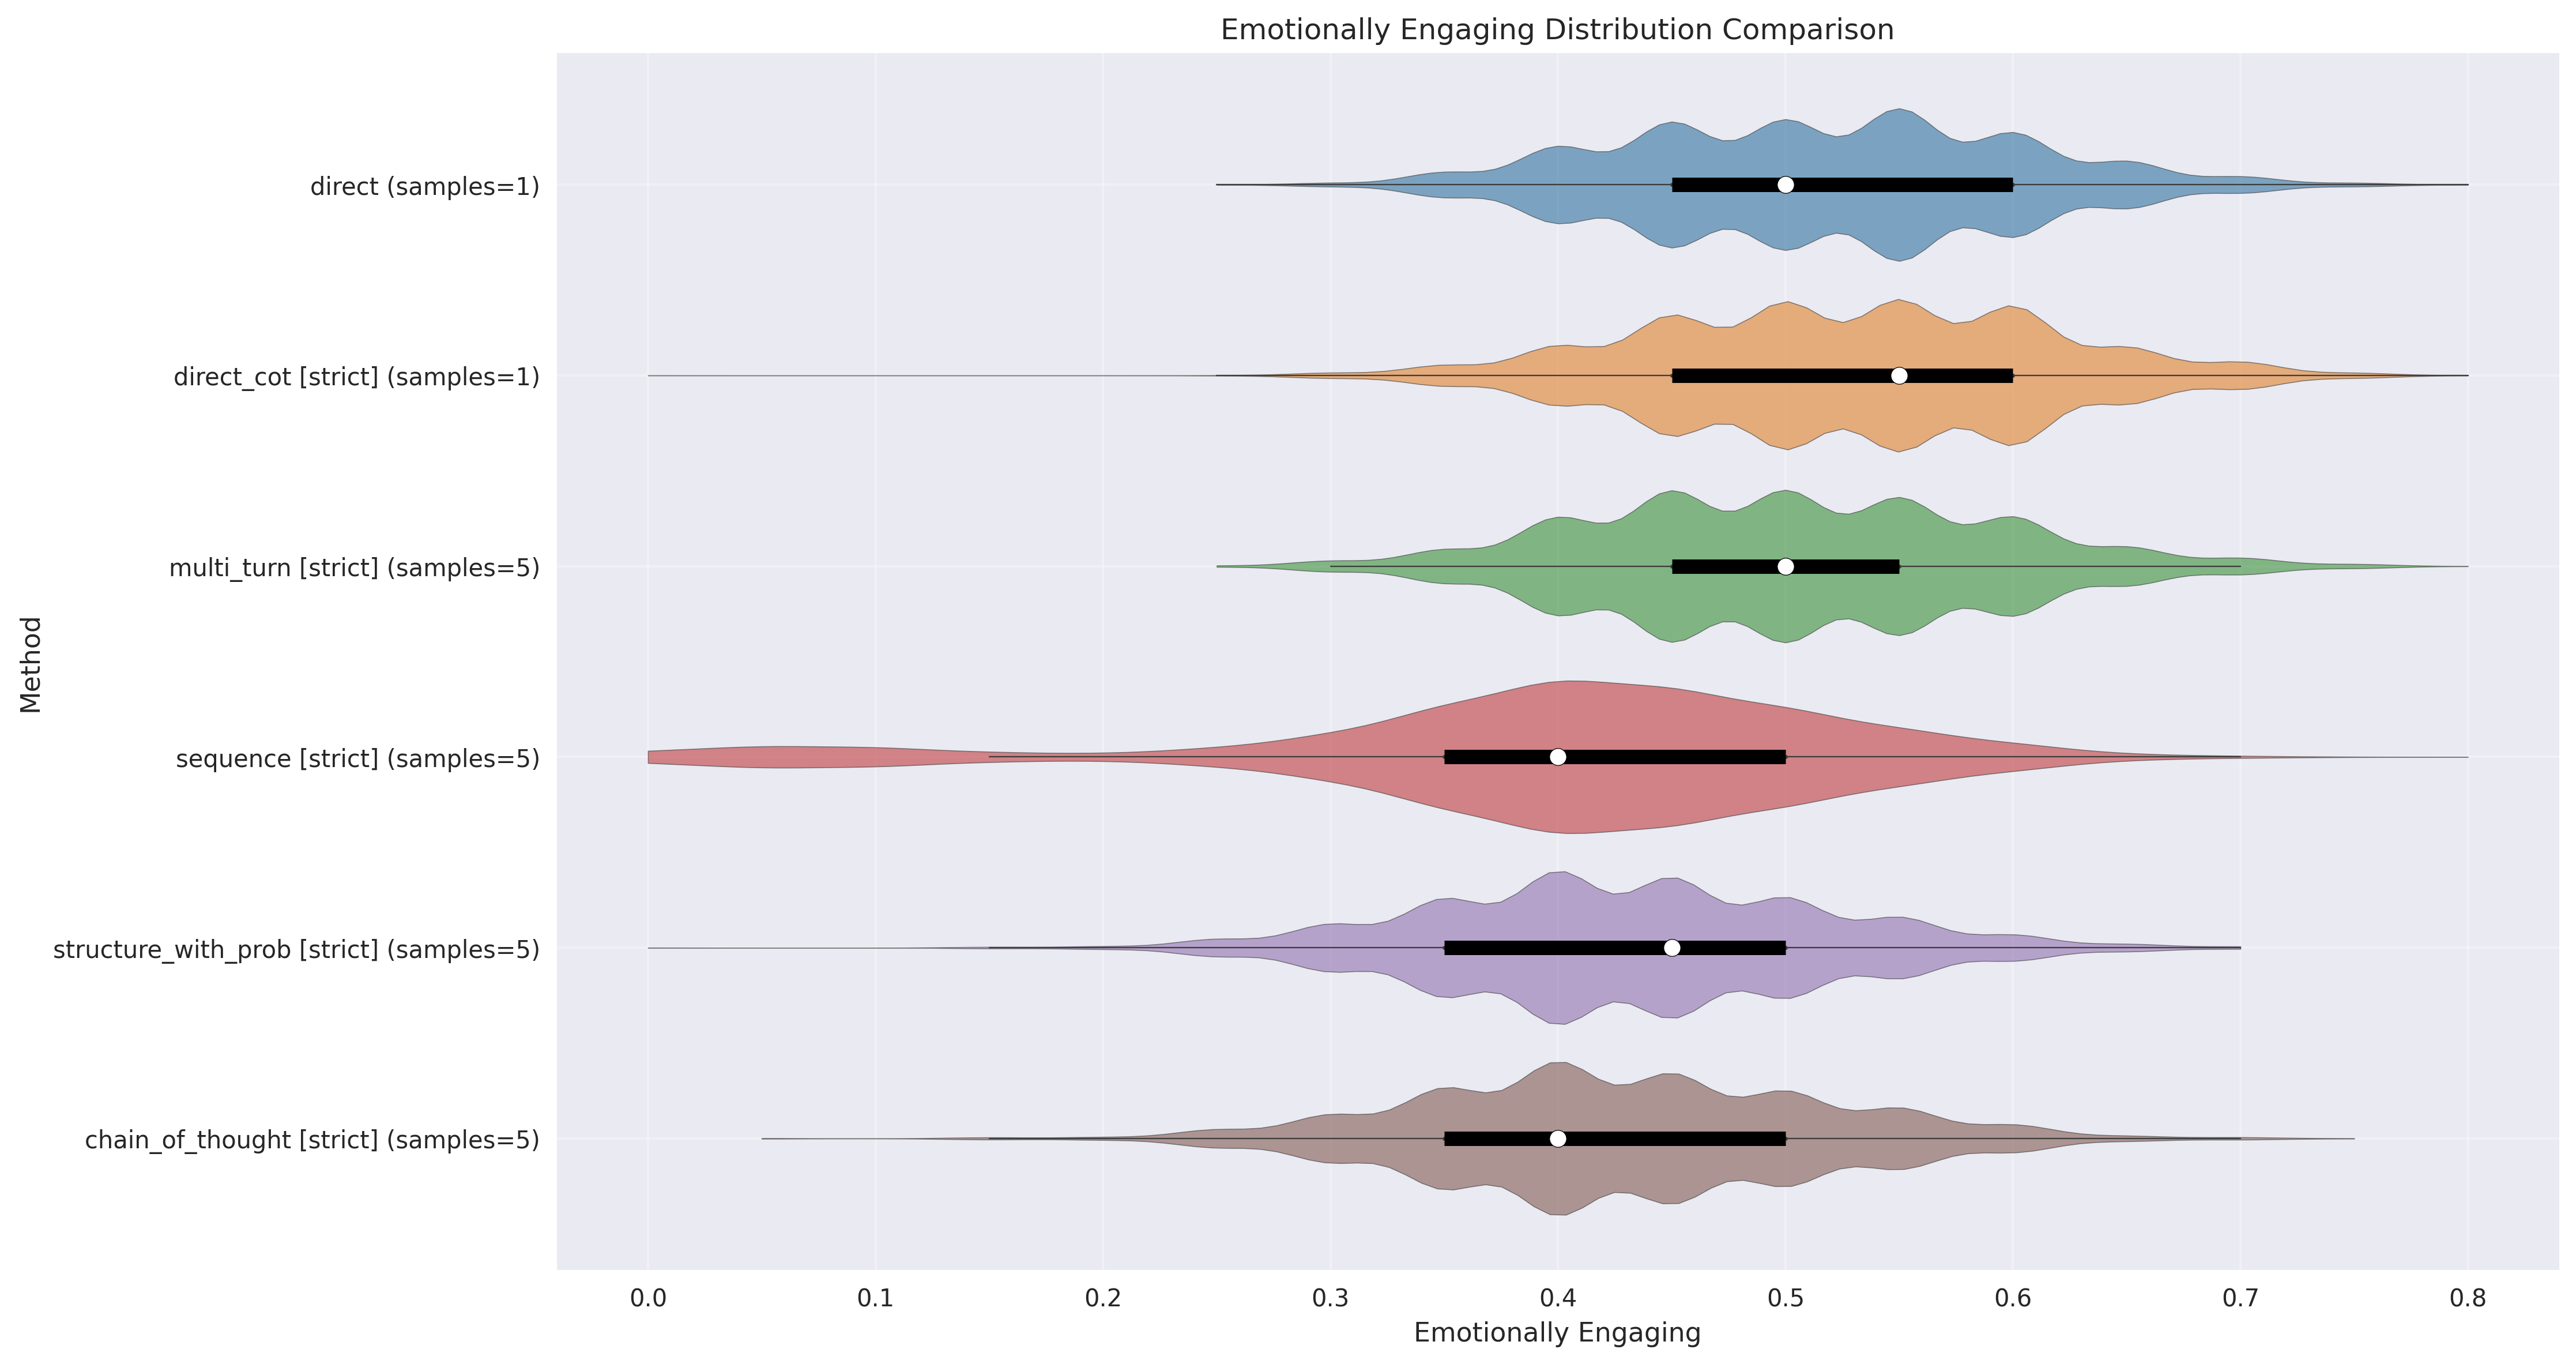 Emotionally Engaging Distribution Comparison
Method
direct (samples=1)
direct_cot [strict] (samples=1)
multi_turn [strict] (samples=5)
sequence [strict] (samples=5)
structure_with_prob [strict] (samples=5)
chain_of_thought [strict] (samples=5)
0.0 0.1 0.2 0.3 0.4 0.5 0.6 0.7 0.8
Emotionally Engaging